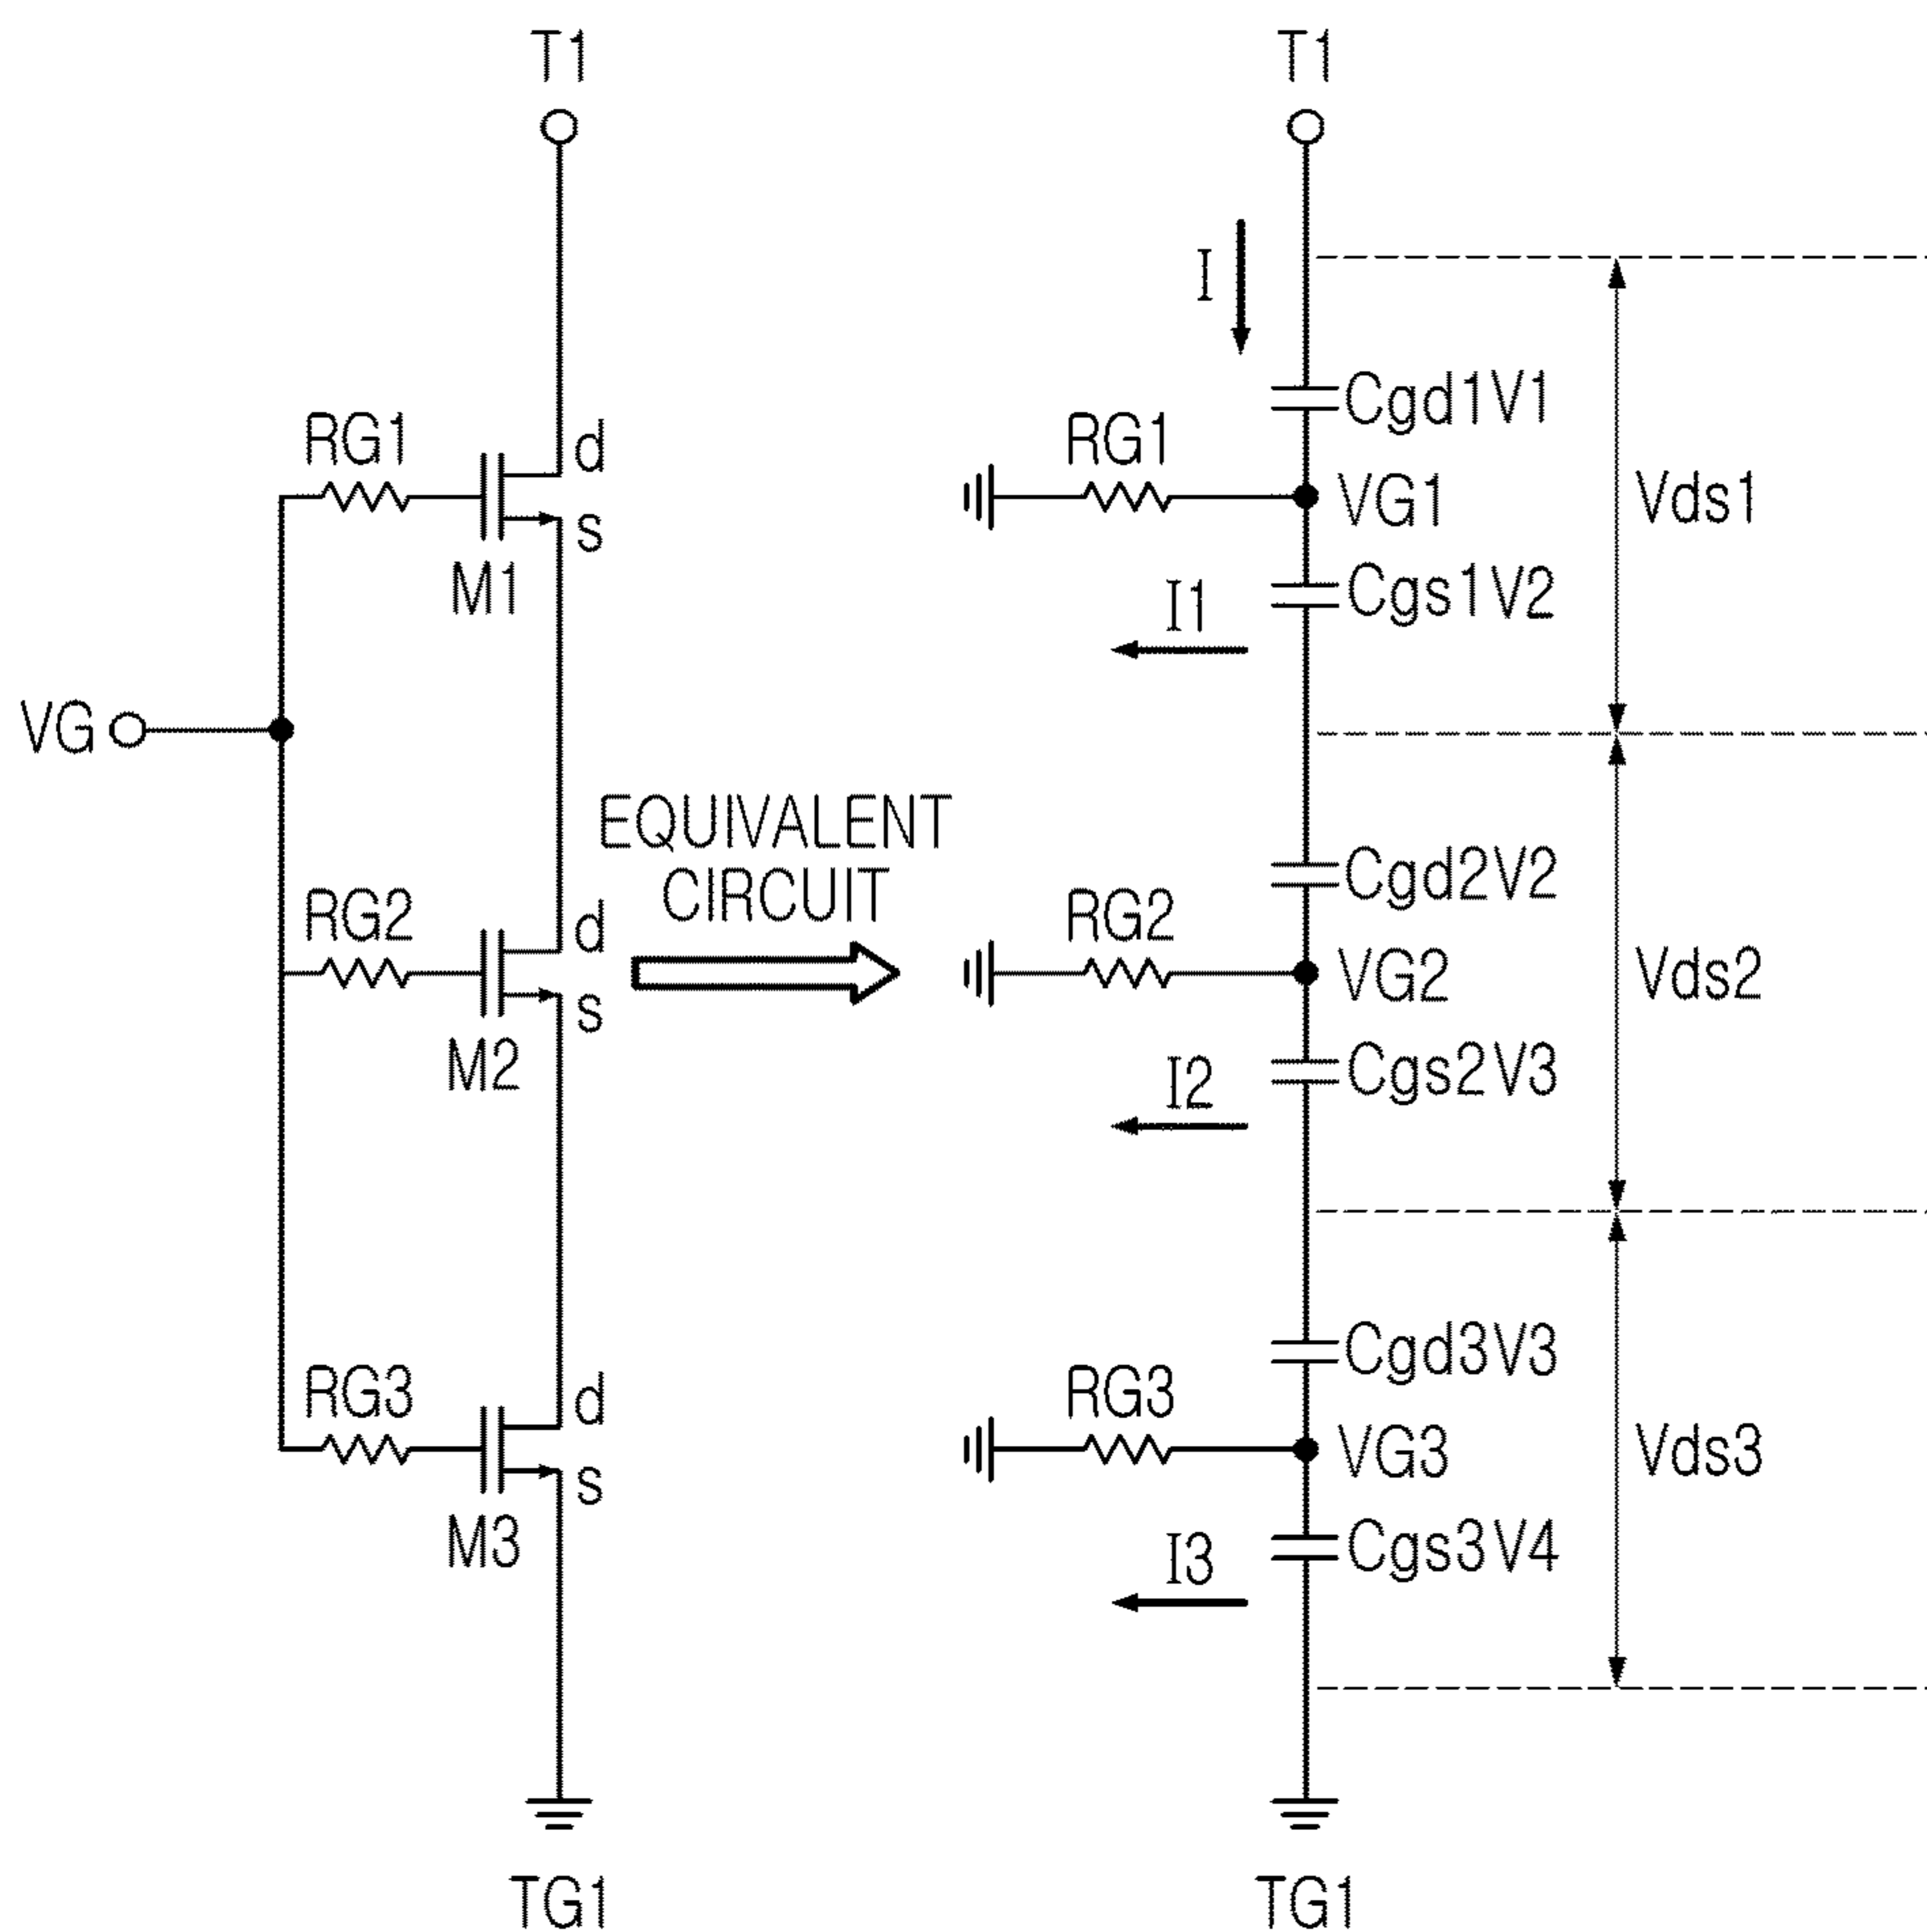 T1
RG1
d
s
M1
VG
RG2
d
s
M2
RG3
d
s
M3
TG1
EQUIVALENT
CIRCUIT
T1
I
Cgd1V1
RG1
VG1
Vds1
Cgs1V2
I1
Cgd2V2
RG2
VG2
Vds2
Cgs2V3
I2
Cgd3V3
RG3
VG3
Vds3
Cgs3V4
I3
TG1